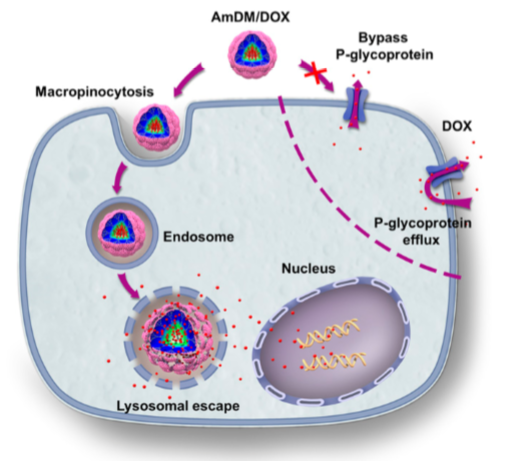 AmDM/DOX
Bypass
P-glycoprotein
Macropinocytosis
DOX
P-glycoprotein
efflux
Endosome
Nucleus
Lysosomal escape